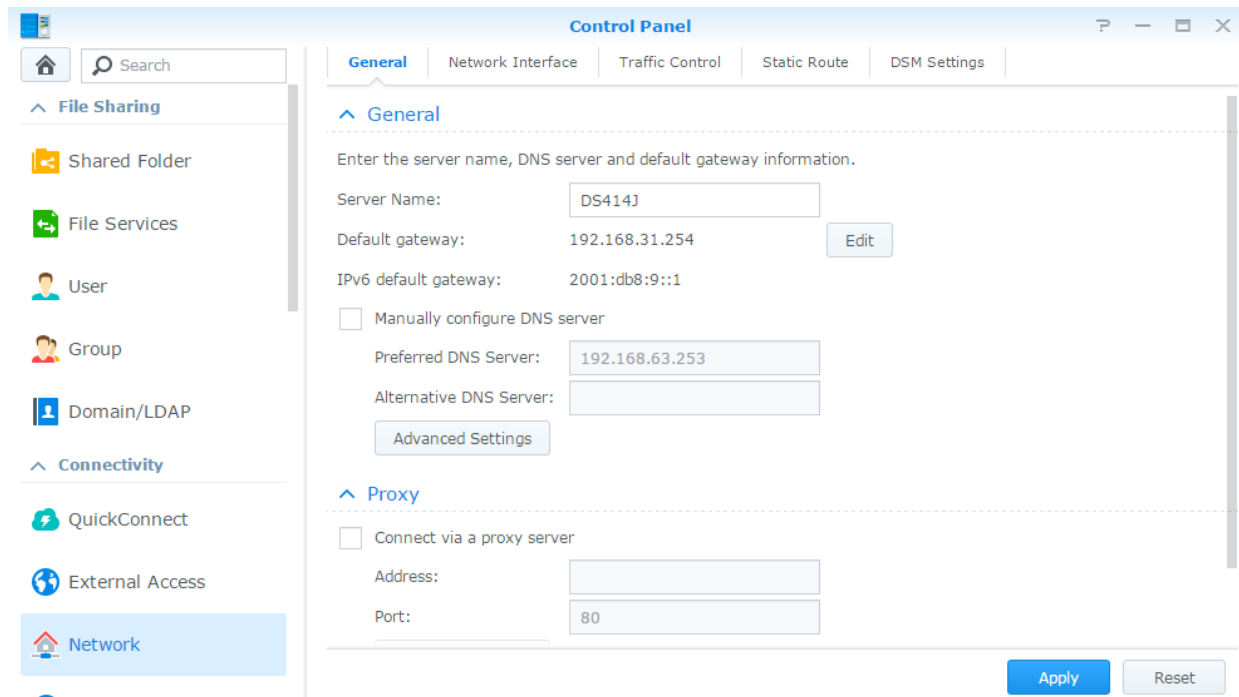 Control Panel
Search
General Network Interface Traffic Control Static Route DSM Settings
File Sharing
Shared Folder
File Services
User
Group
Domain/LDAP
Connectivity
QuickConnect
External Access
Network
General
Enter the server name, DNS server and default gateway information.
Server Name: DS414J
Default gateway: 192.168.31.254 Edit
IPv6 default gateway: 2001:db8:9::1
Manually configure DNS server
Preferred DNS Server: 192.168.63.253
Alternative DNS Server:
Advanced Settings
Proxy
Connect via a proxy server
Address:
Port: 80
Apply Reset